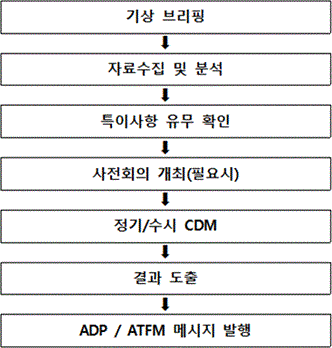 기상 브리핑
자료수집 및 분석
특이사항 유무 확인
사전회의 개최(필요시)
정기/수시 CDM
결과 도출
ADP / ATFM 메시지 발행